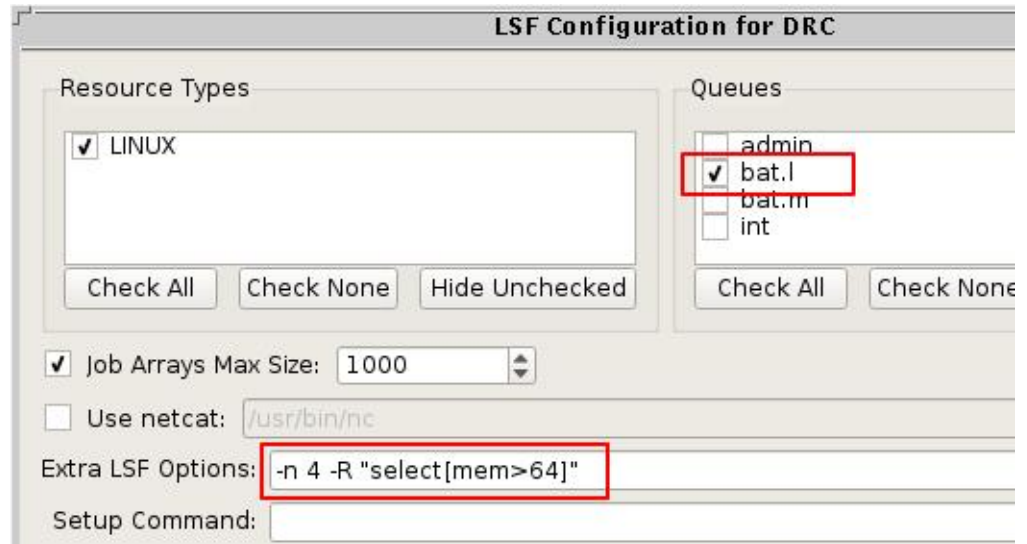 LSF Configuration for DRC
Resource Types
Queues
LINUX
admin
bat.l
bat.m
int
Check All Check None Hide Unchecked
Check All Check None
Job Arrays Max Size: 1000
Use netcat: /usr/bin/nc
Extra LSF Options: -n 4 -R "select[mem>64]"
Setup Command: